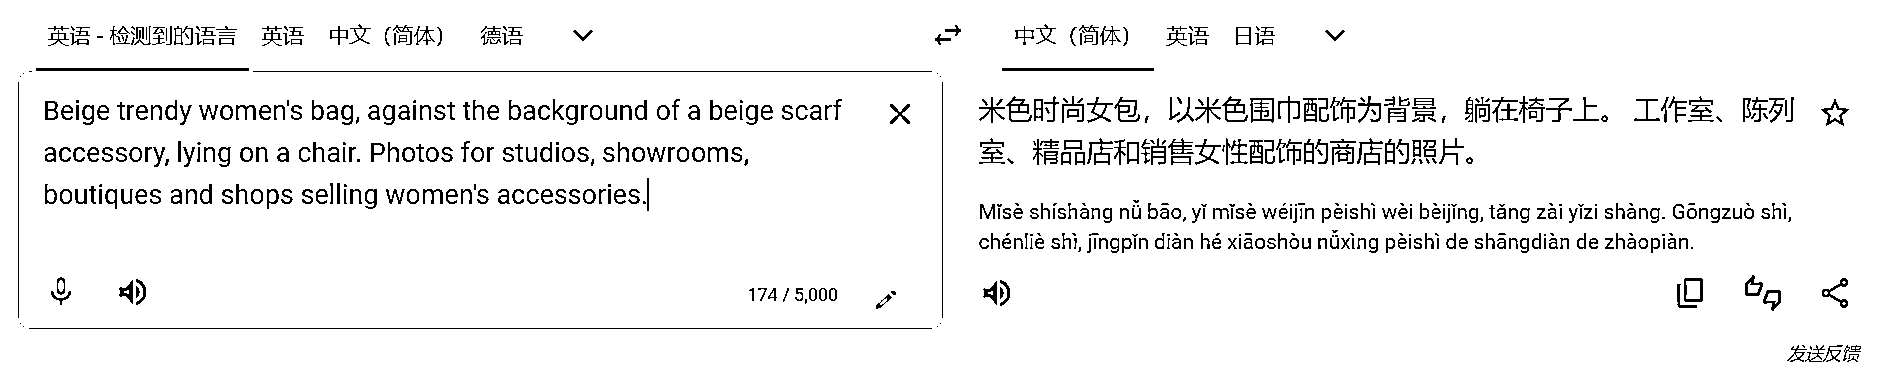 英语 - 检测到的语言 英语 中文（简体） 德语
中文（简体） 英语 日语
Beige trendy women's bag, against the background of a beige scarf
accessory, lying on a chair. Photos for studios, showrooms,
boutiques and shops selling women's accessories.
174 / 5,000
米色时尚女包，以米色围巾配饰为背景，躺在椅子上。 工作室、陈列
室、精品店和销售女性配饰的商店的照片。
Mǐsè shíshàng nǚ bāo, yǐ mǐsè wéijīn pèishì wèi bèijǐng, tǎng zài yǐzi shàng. Gōngzuò shì,
chénliè shì, jīngpǐn diàn hé xiāoshòu nǚxìng pèishì de shāngdiàn de zhàopiàn.
发送反馈